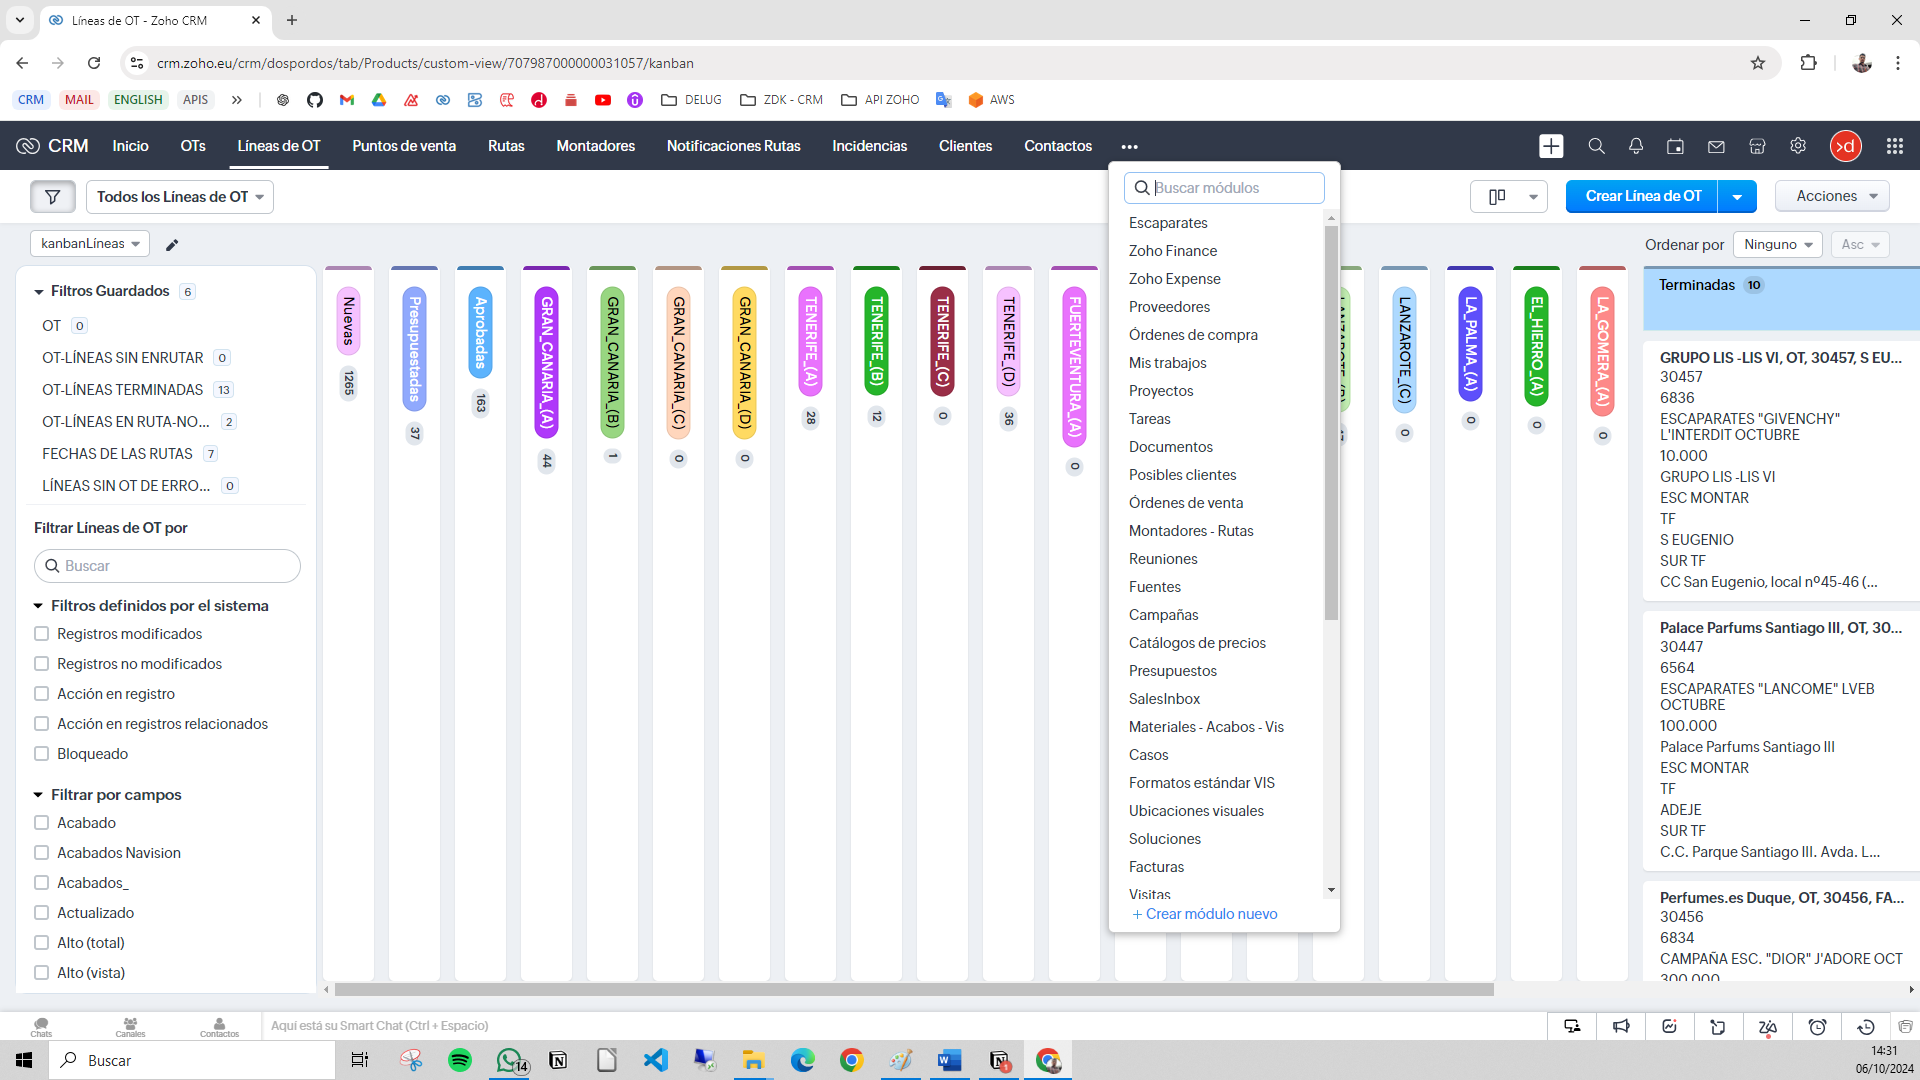 Líneas de OT - Zoho CRM
crm.zoho.eu/crm/dospordos/tab/Products/custom-view/707987000000031057/kanban
CRM MAIL ENGLISH APIS DELUG ZDK - CRM API ZOHO AWS
CRM Inicio OTs Líneas de OT Puntos de venta Rutas Montadores Notificaciones Rutas Incidencias Clientes Contactos
Todos los Líneas de OT
Crear Línea de OT
Acciones
kanbanLíneas
Ordenar por Ninguno Asc
Filtros Guardados 6
OT 0
OT-LÍNEAS SIN ENRUTAR 0
OT-LÍNEAS TERMINADAS 13
OT-LÍNEAS EN RUTA-NO... 2
FECHAS DE LAS RUTAS 7
LÍNEAS SIN OT DE ERRO... 0
Filtrar Líneas de OT por
Buscar
Filtros definidos por el sistema
Registros modificados
Registros no modificados
Acción en registro
Acción en registros relacionados
Bloqueado
Filtrar por campos
Acabado
Acabados Navision
Acabados_
Actualizado
Alto (total)
Alto (vista)
Nuevas 1265
Presupuestadas 37
Aprobadas 163
GRAN_CANARIA_(A) 44
GRAN_CANARIA_(B) 1
GRAN_CANARIA_(C) 0
GRAN_CANARIA_(D) 0
TENERIFE_(A) 28
TENERIFE_(B) 12
TENERIFE_(C) 0
TENERIFE_(D) 36
FUERTEVENTURA_(A) 0
Buscar módulos
Escaparates
Zoho Finance
Zoho Expense
Proveedores
Órdenes de compra
Mis trabajos
Proyectos
Tareas
Documentos
Posibles clientes
Órdenes de venta
Montadores - Rutas
Reuniones
Fuentes
Campañas
Catálogos de precios
Presupuestos
SalesInbox
Materiales - Acabos - Vis
Casos
Formatos estándar VIS
Ubicaciones visuales
Soluciones
Facturas
Visitas
+ Crear módulo nuevo
LANZAROTE_(C) 0
LA_PALMA_(A) 0
EL_HIERRO_(A) 0
LA_GOMERA_(A) 0
Terminadas 10
GRUPO LIS -LIS VI, OT, 30457, S EU...
30457
6836
ESCAPARATES "GIVENCHY"
L'INTERDIT OCTUBRE
10.000
GRUPO LIS -LIS VI
ESC MONTAR
TF
S EUGENIO
SUR TF
CC San Eugenio, local nº45-46 (...
Palace Parfums Santiago III, OT, 30...
30447
6564
ESCAPARATES "LANCOME" LVEB
OCTUBRE
100.000
Palace Parfums Santiago III
ESC MONTAR
TF
ADEJE
SUR TF
C.C. Parque Santiago III. Avda. L...
Perfumes.es Duque, OT, 30456, FA...
30456
6834
CAMPAÑA ESC. "DIOR" J'ADORE OCT
300.000
Chats Canales Contactos
Aquí está su Smart Chat (Ctrl + Espacio)
Buscar
14
1
14:31
06/10/2024